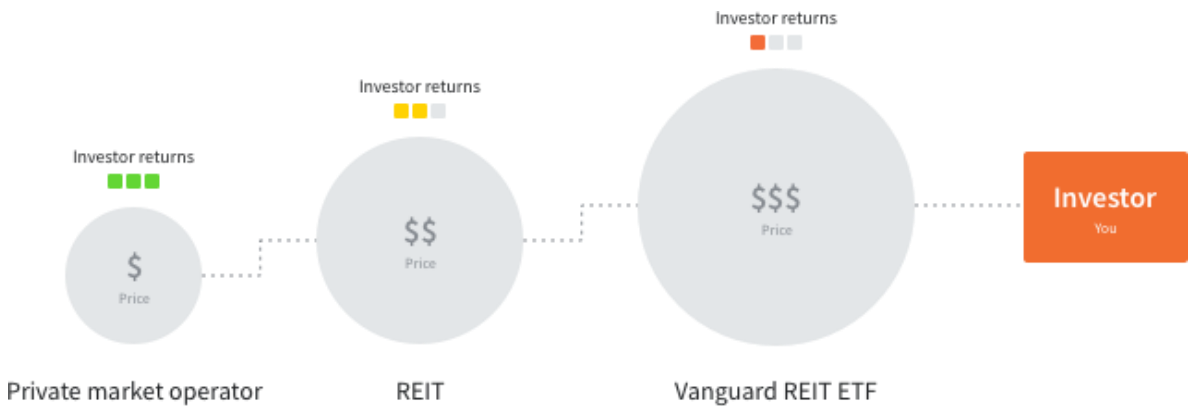 Investor returns
$
Price
Private market operator
Investor returns
$$
Price
REIT
Investor returns
$$$
Price
Vanguard REIT ETF
Investor
You